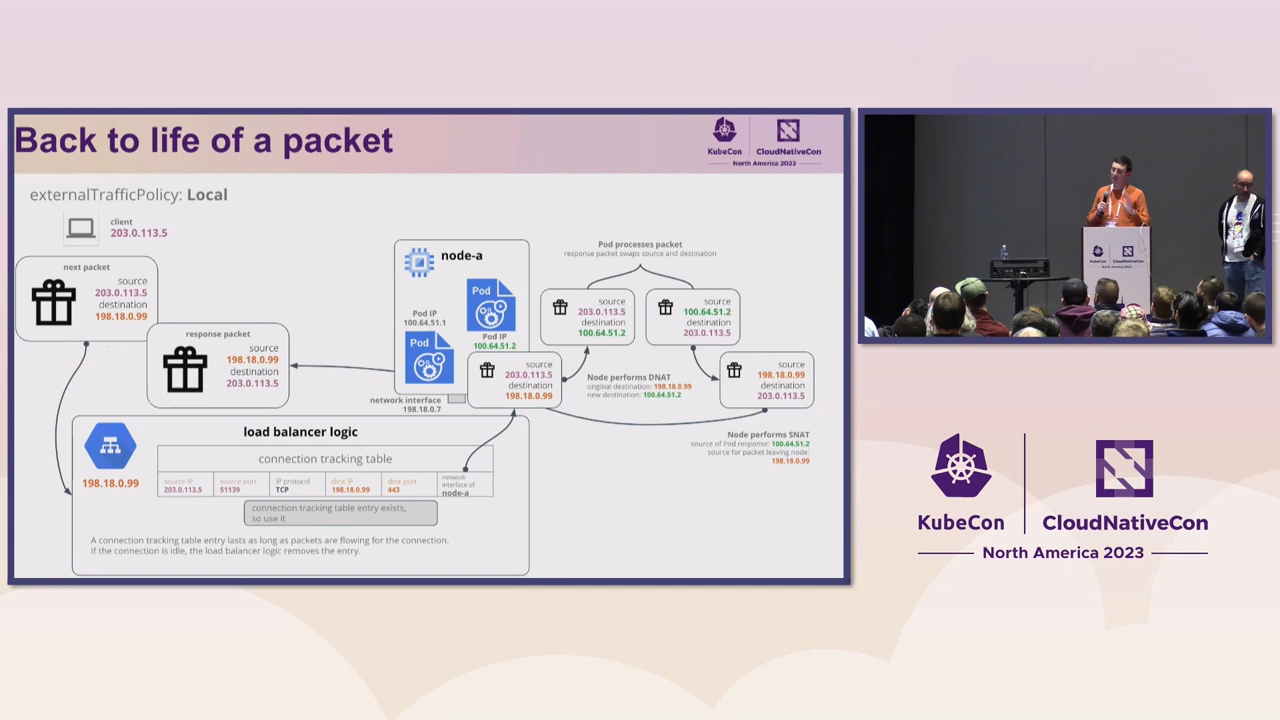 Back to life of a packet
KubeCon
CloudNativeCon
North America 2023
externalTrafficPolicy: Local
client
203.0.113.5
next packet
source
203.0.113.5
destination
198.18.0.99
response packet
source
198.18.0.99
destination
203.0.113.5
node-a
Pod
Pod IP
100.64.51.1
Pod
Pod IP
100.64.51.2
network interface
198.18.0.7
source
203.0.113.5
destination
198.18.0.99
Pod processes packet
response packet swaps source and destination
source
203.0.113.5
destination
100.64.51.2
source
100.64.51.2
destination
203.0.113.5
Node performs DNAT
original destination: 198.18.0.99
new destination: 100.64.51.2
source
198.18.0.99
destination
203.0.113.5
Node performs SNAT
source of Pod response: 100.64.51.2
source for packet leaving node:
198.18.0.99
load balancer logic
198.18.0.99
connection tracking table
source IP
203.0.113.5
source port
51139
IP protocol
TCP
dest IP
198.18.0.99
dest port
443
network
interface of
node-a
connection tracking table entry exists,
so use it
A connection tracking table entry lasts as long as packets are flowing for the connection.
If the connection is idle, the load balancer logic removes the entry.
KubeCon
CloudNativeCon
North America 2023